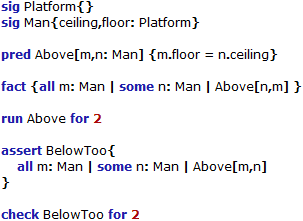 sig Platform{}
sig Man{ceiling,floor: Platform}
pred Above[m,n: Man] {m.floor = n.ceiling}
fact {all m: Man | some n: Man | Above[n,m] }
run Above for 2
assert BelowToo{
all m: Man | some n: Man | Above[m,n]
}
check BelowToo for 2